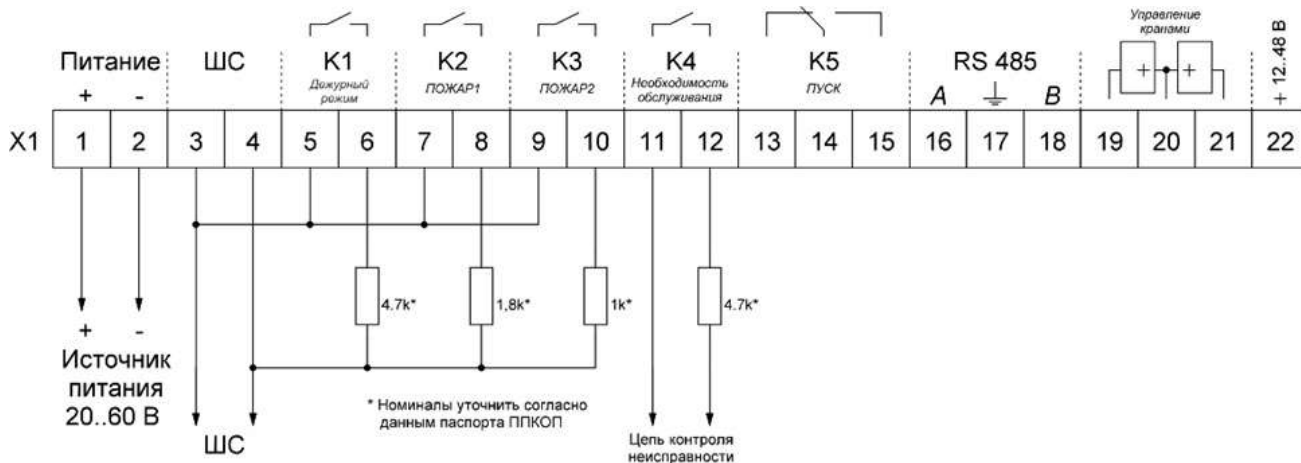 Управление
кранами
+ 12..48 В
Питание
ШС
K1
K2
K3
K4
K5
RS 485
Дежурный
режим
ПОЖАР1
ПОЖАР2
Необходимость
обслуживания
ПУСК
+ -
A
B
+ +
X1 1 2 3 4 5 6 7 8 9 10 11 12 13 14 15 16 17 18 19 20 21 22
4.7k*
1,8k*
1k*
4.7k*
+ -
Источник
питания
20..60 В
ШС
* Номиналы уточнить согласно
данным паспорта ППКОП
Цепь контроля
неисправности